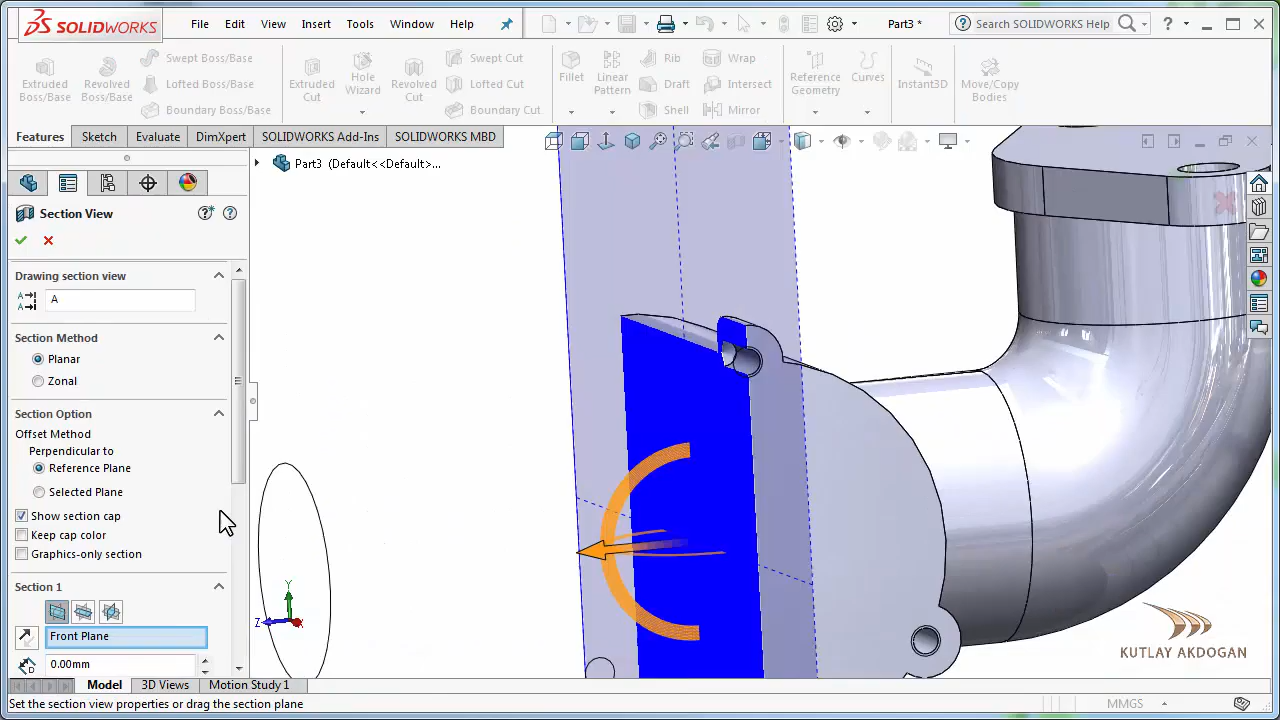 SOLIDWORKS File Edit View Insert Tools Window Help Part3 * Search SOLIDWORKS Help ?
Extruded Boss/Base
Revolved Boss/Base
Swept Boss/Base
Lofted Boss/Base
Boundary Boss/Base
Extruded Cut
Hole Wizard
Revolved Cut
Swept Cut
Lofted Cut
Boundary Cut
Fillet
Linear Pattern
Rib
Draft
Shell
Wrap
Intersect
Mirror
Reference Geometry
Curves
Instant3D
Move/Copy Bodies
Features Sketch Evaluate DimXpert SOLIDWORKS Add-Ins SOLIDWORKS MBD
Part3 (Default<<Default>...
Section View
Drawing section view
A
Section Method
Planar
Zonal
Section Option
Offset Method
Perpendicular to
Reference Plane
Selected Plane
Show section cap
Keep cap color
Graphics-only section
Section 1
Front Plane
0.00mm
Y
Z
X
KUTLAY AKDOGAN
Model 3D Views Motion Study 1
Set the section view properties or drag the section plane MMGS